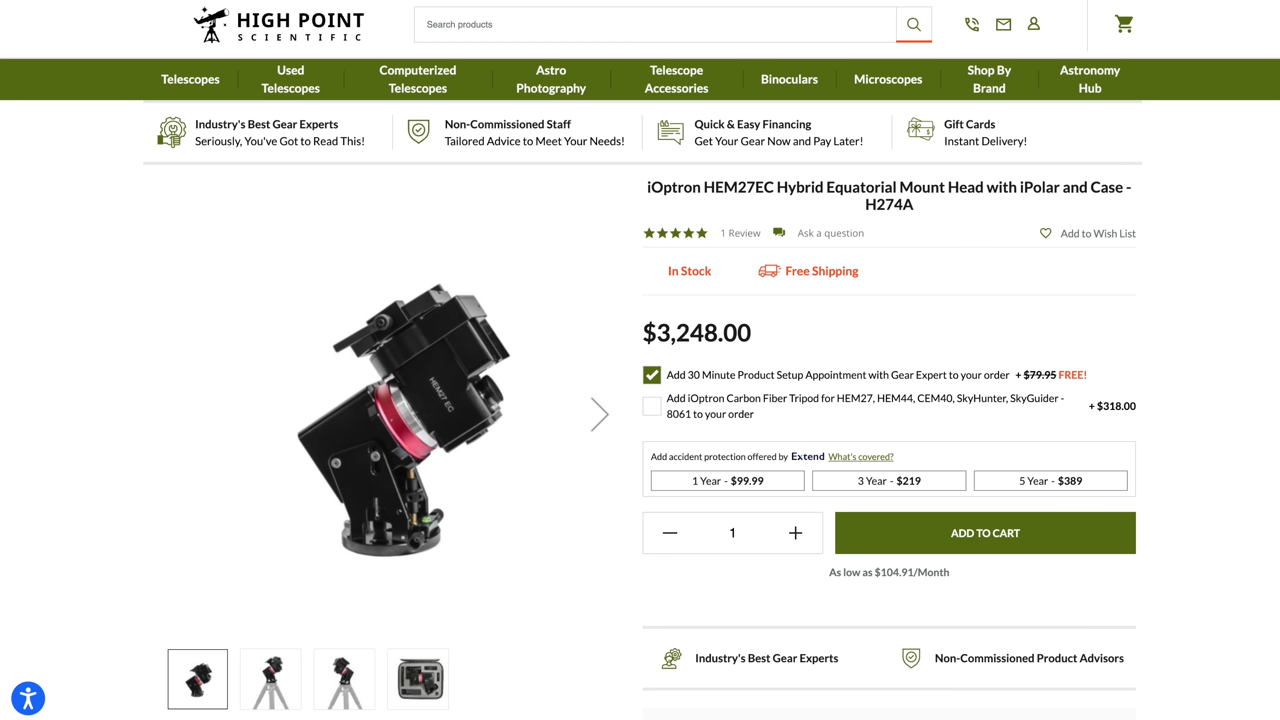 HIGH POINT
SCIENTIFIC
Search products
Telescopes
Used
Telescopes
Computerized
Telescopes
Astro
Photography
Telescope
Accessories
Binoculars
Microscopes
Shop By
Brand
Astronomy
Hub
Industry's Best Gear Experts
Seriously, You've Got to Read This!
Non-Commissioned Staff
Tailored Advice to Meet Your Needs!
Quick & Easy Financing
Get Your Gear Now and Pay Later!
Gift Cards
Instant Delivery!
iOptron HEM27EC Hybrid Equatorial Mount Head with iPolar and Case -
H274A
1 Review
Ask a question
Add to Wish List
In Stock
Free Shipping
$3,248.00
Add 30 Minute Product Setup Appointment with Gear Expert to your order + $79.95 FREE!
Add iOptron Carbon Fiber Tripod for HEM27, HEM44, CEM40, SkyHunter, SkyGuider -
8061 to your order
+ $318.00
Add accident protection offered by Extend What's covered?
1 Year - $99.99
3 Year - $219
5 Year - $389
1
ADD TO CART
As low as $104.91/Month
HEM27 EC
Industry's Best Gear Experts
Non-Commissioned Product Advisors